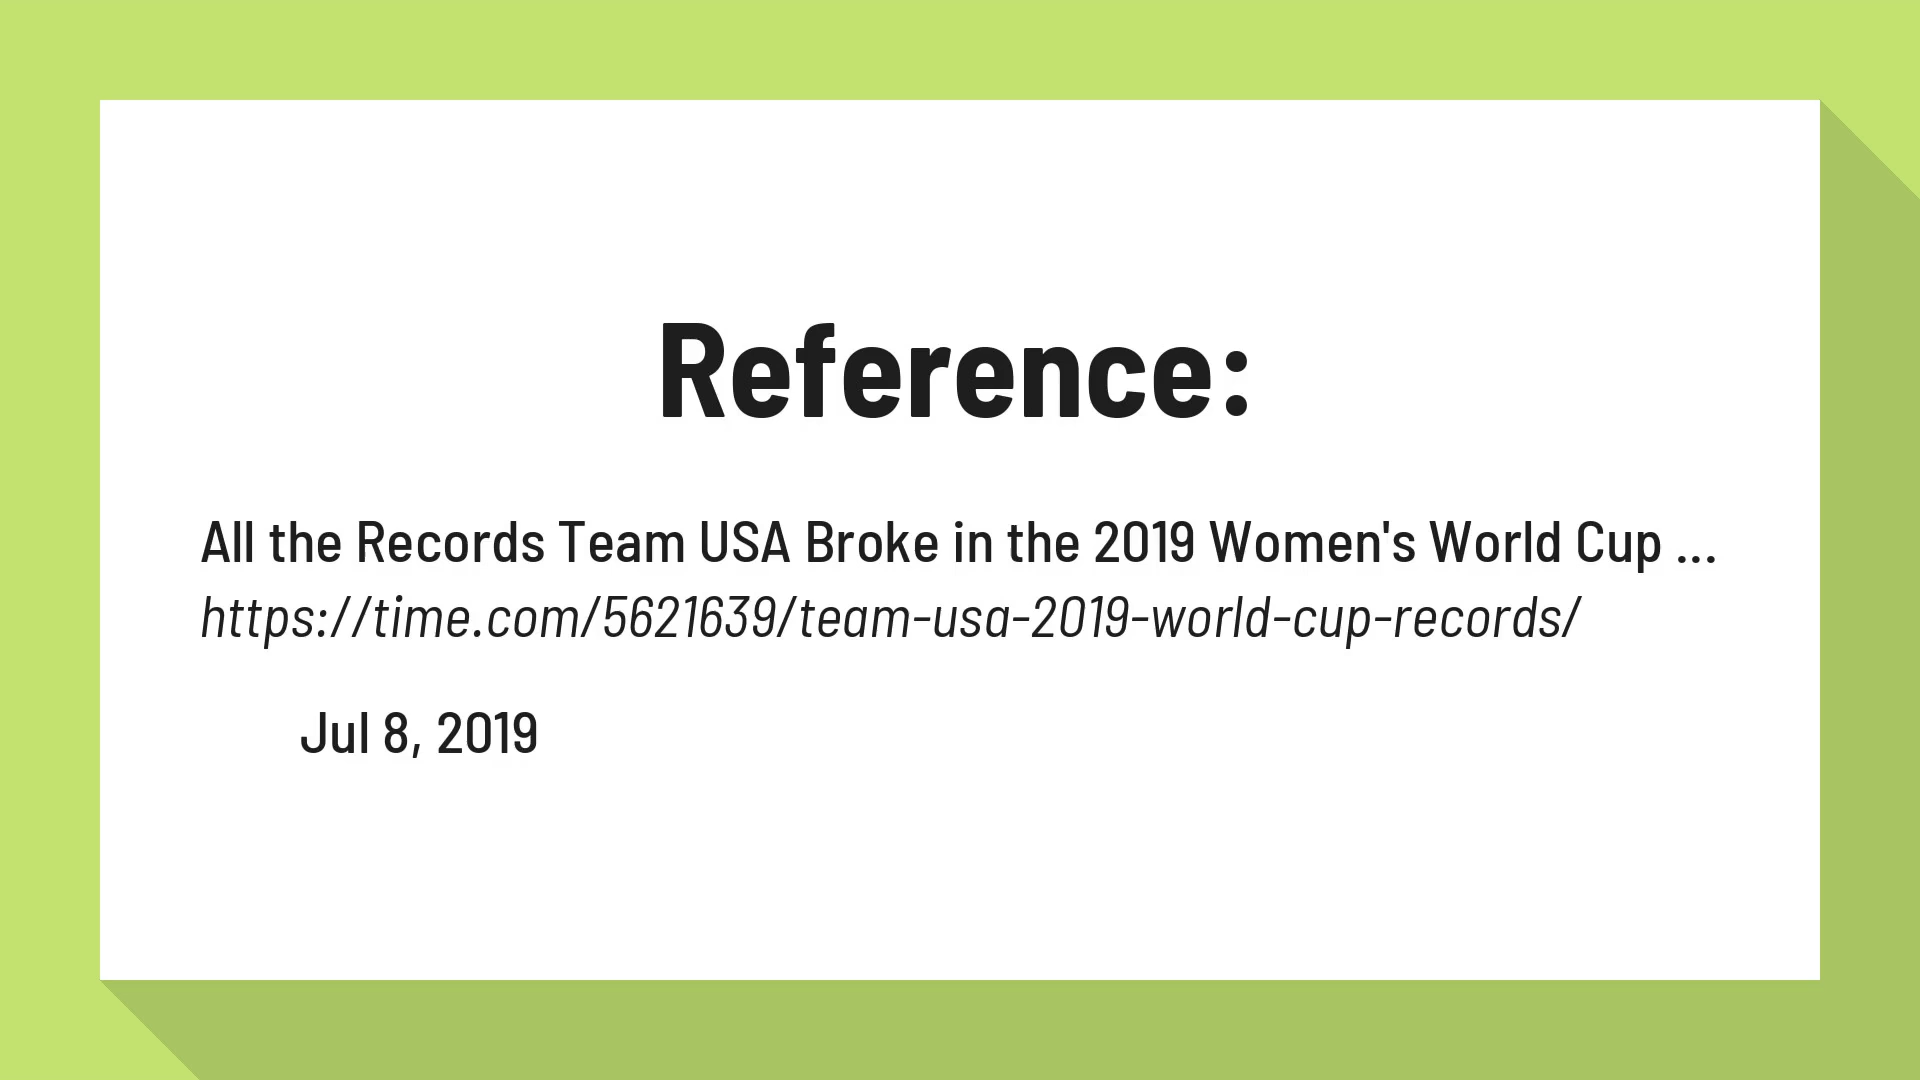 Reference:
All the Records Team USA Broke in the 2019 Women's World Cup ...
https://time.com/5621639/team-usa-2019-world-cup-records/
Jul 8, 2019